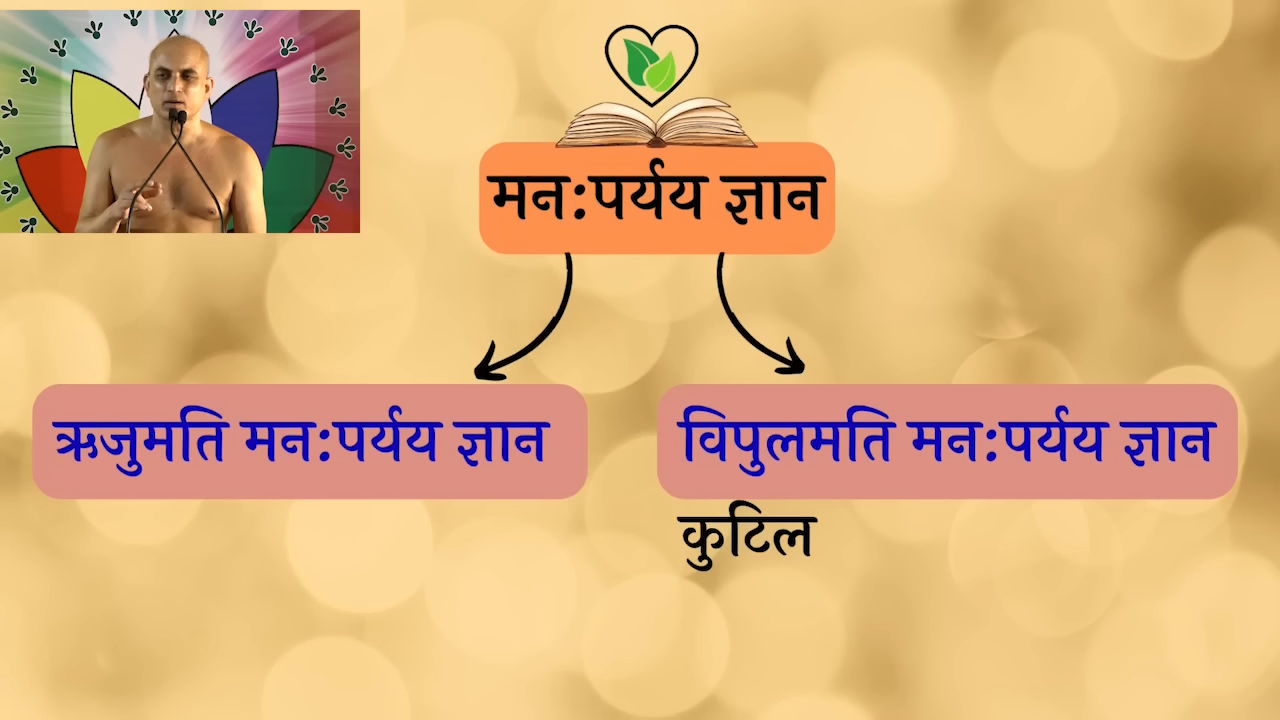 मन:पर्यय ज्ञान
ऋजुमति मन:पर्यय ज्ञान
विपुलमति मन:पर्यय ज्ञान
कुटिल